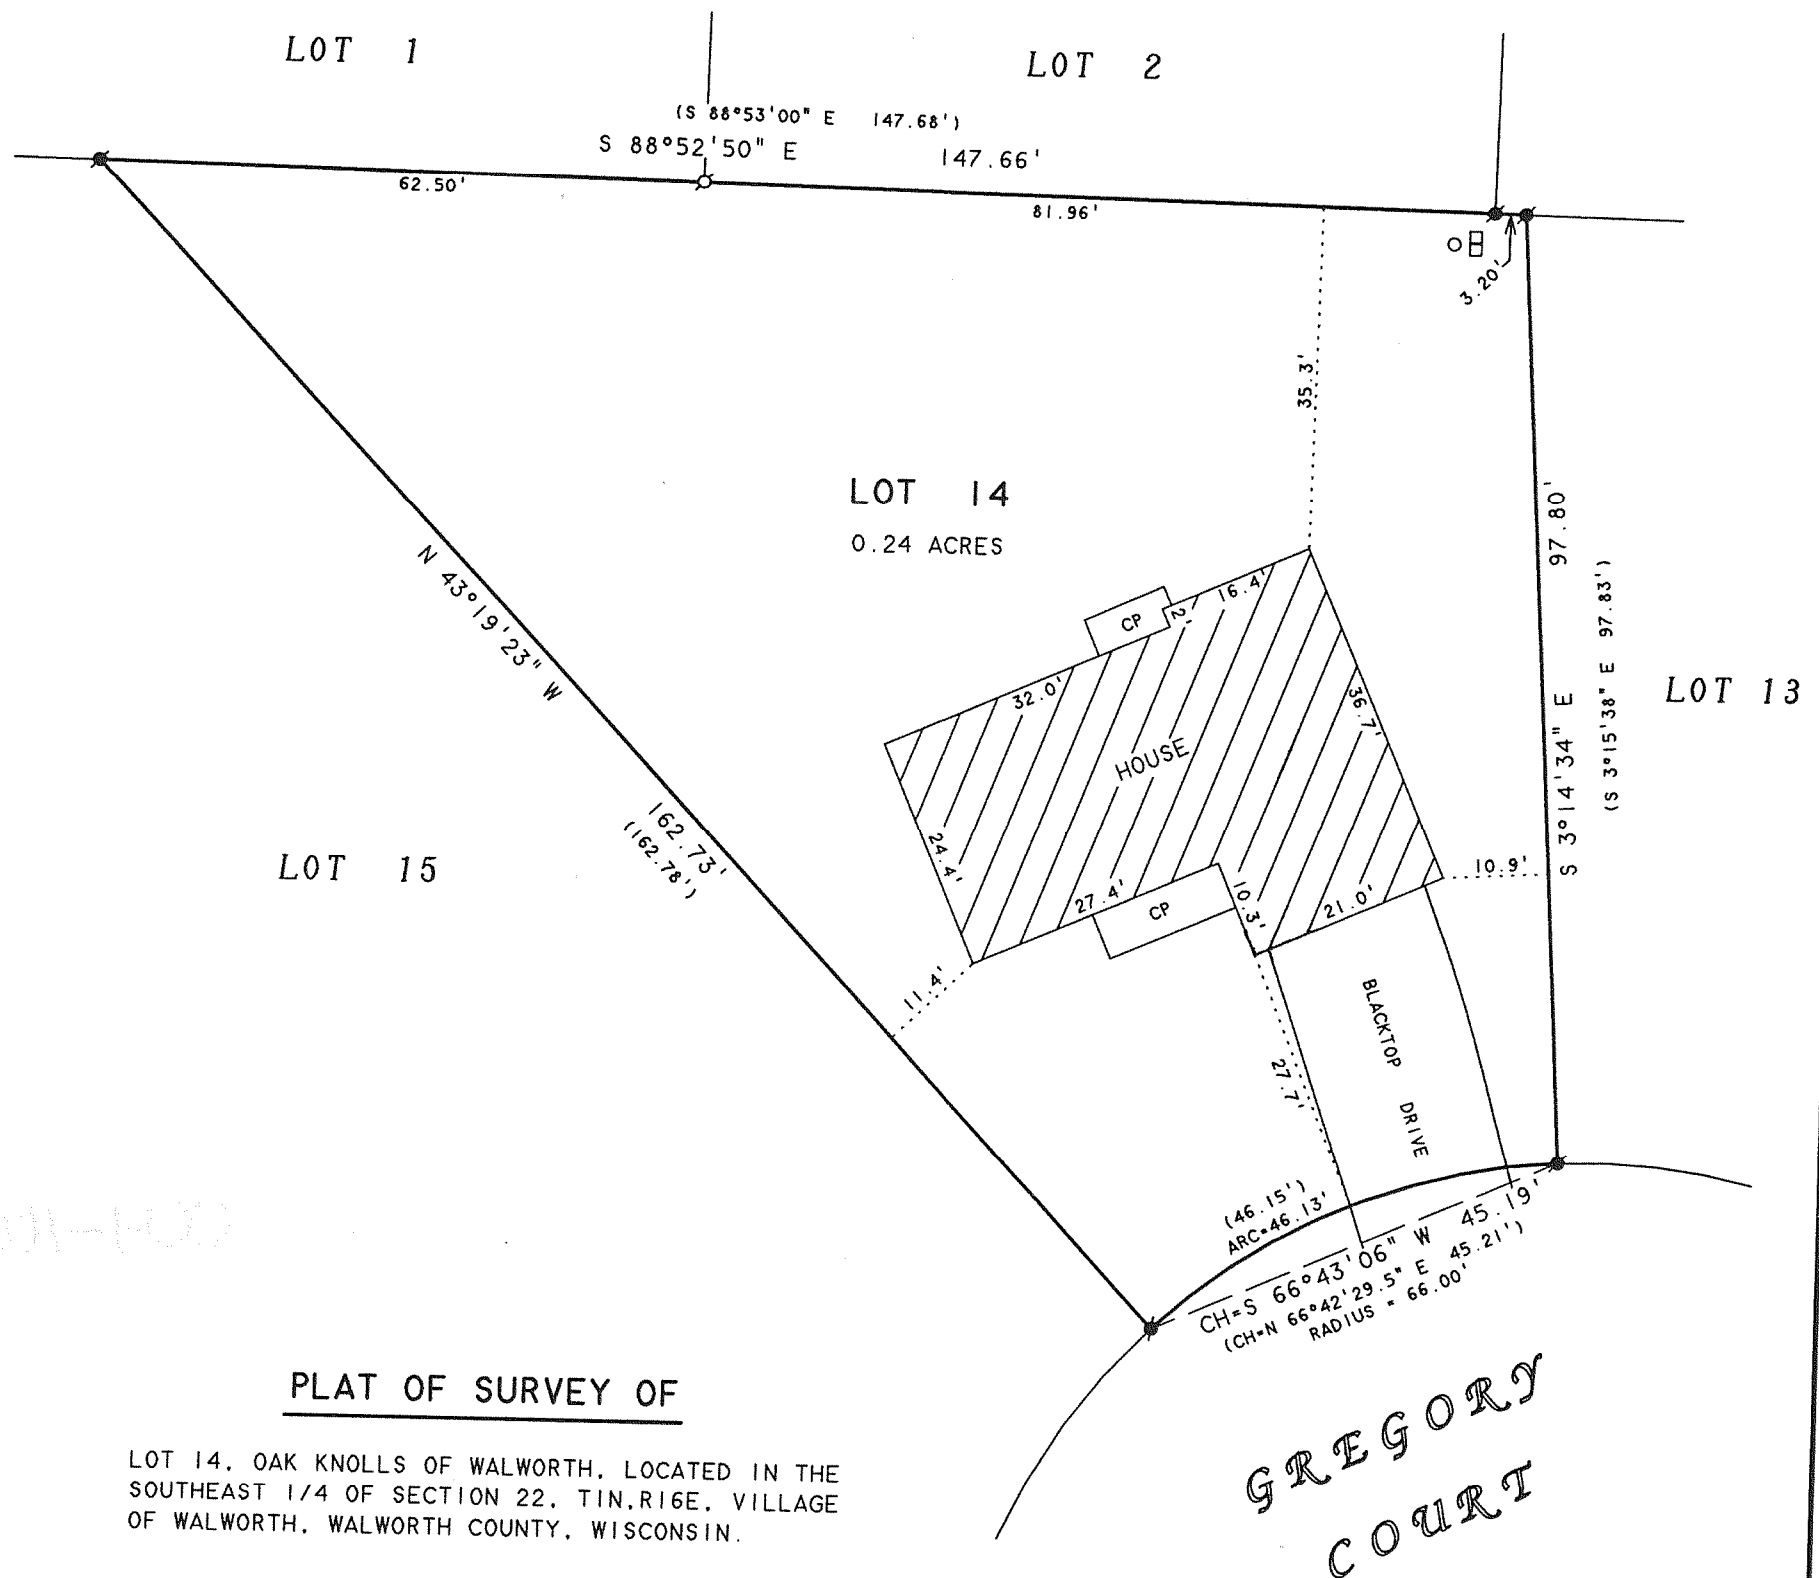 LOT 1
LOT 2
(S 88°53'00" E 147.68')
S 88°52'50" E 147.66'
62.50'
81.96'
3.20'
35.3'
LOT 14
0.24 ACRES
97.80'
S 3°14'34" E
(S 3°15'38" E 97.83')
LOT 13
N 43°19'23" W
162.73'
(162.78')
LOT 15
CP
2'
16.4'
32.0'
36.7'
HOUSE
24.4'
27.4'
CP
10.3'
21.0'
10.9'
11.4'
27.7'
BLACKTOP DRIVE
(46.15')
ARC=46.13'
CH=S 66°43'06" W 45.19'
(CH=N 66°42'29.5" E 45.21')
RADIUS = 66.00'
GREGORY
COURT
PLAT OF SURVEY OF
LOT 14, OAK KNOLLS OF WALWORTH, LOCATED IN THE
SOUTHEAST 1/4 OF SECTION 22, T1N,R16E, VILLAGE
OF WALWORTH, WALWORTH COUNTY, WISCONSIN.